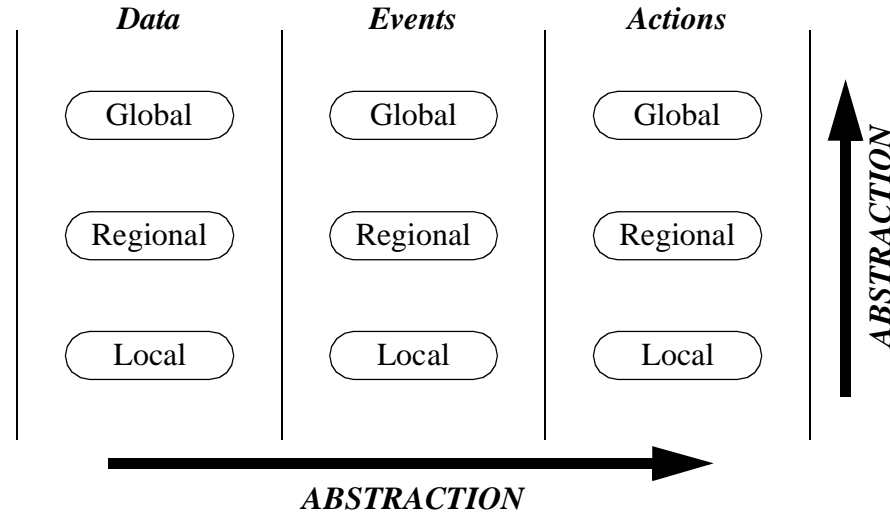 Data Events Actions
Global Global Global
Regional Regional Regional
Local Local Local
ABSTRACTION
ABSTRACTION